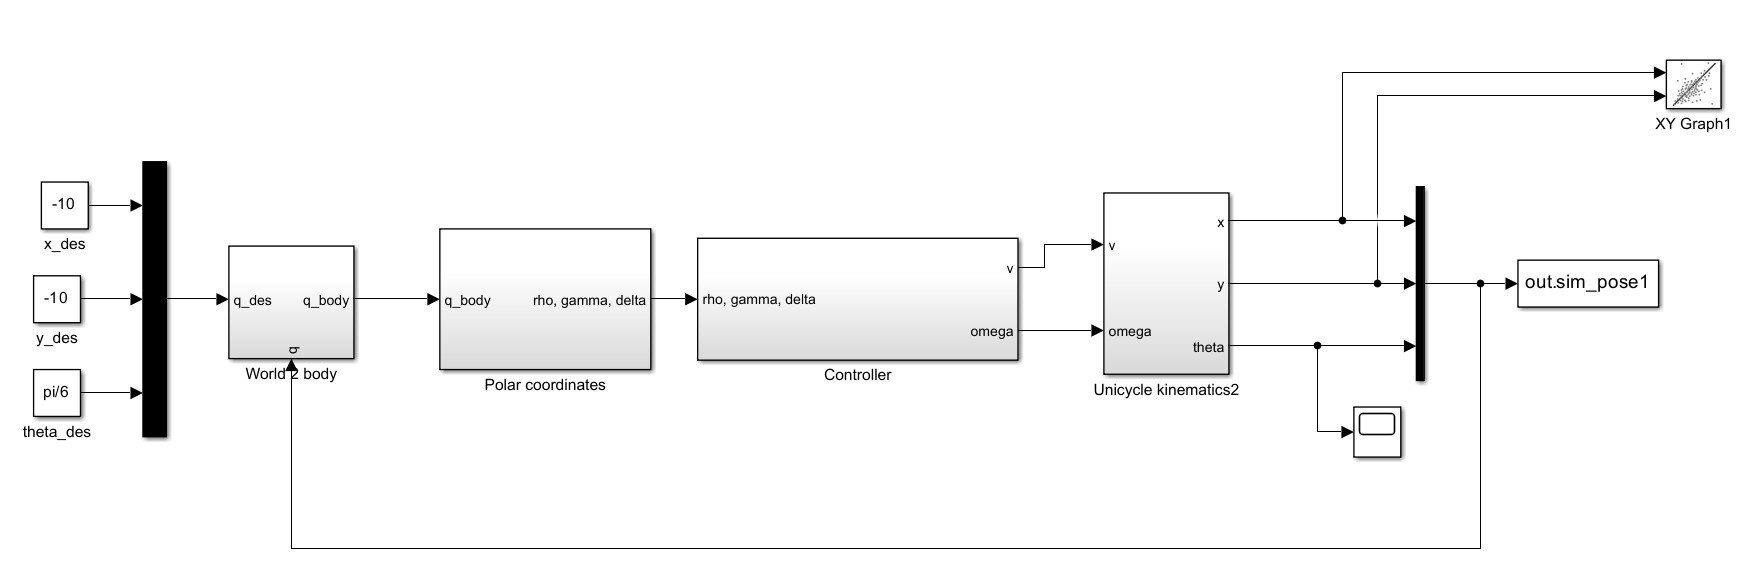 XY Graph1
-10
x_des
-10
y_des
pi/6
theta_des
q_des
q_body
q
World 2 body
q_body
rho, gamma, delta
Polar coordinates
rho, gamma, delta
v
omega
Controller
v
omega
x
y
theta
Unicycle kinematics2
out.sim_pose1